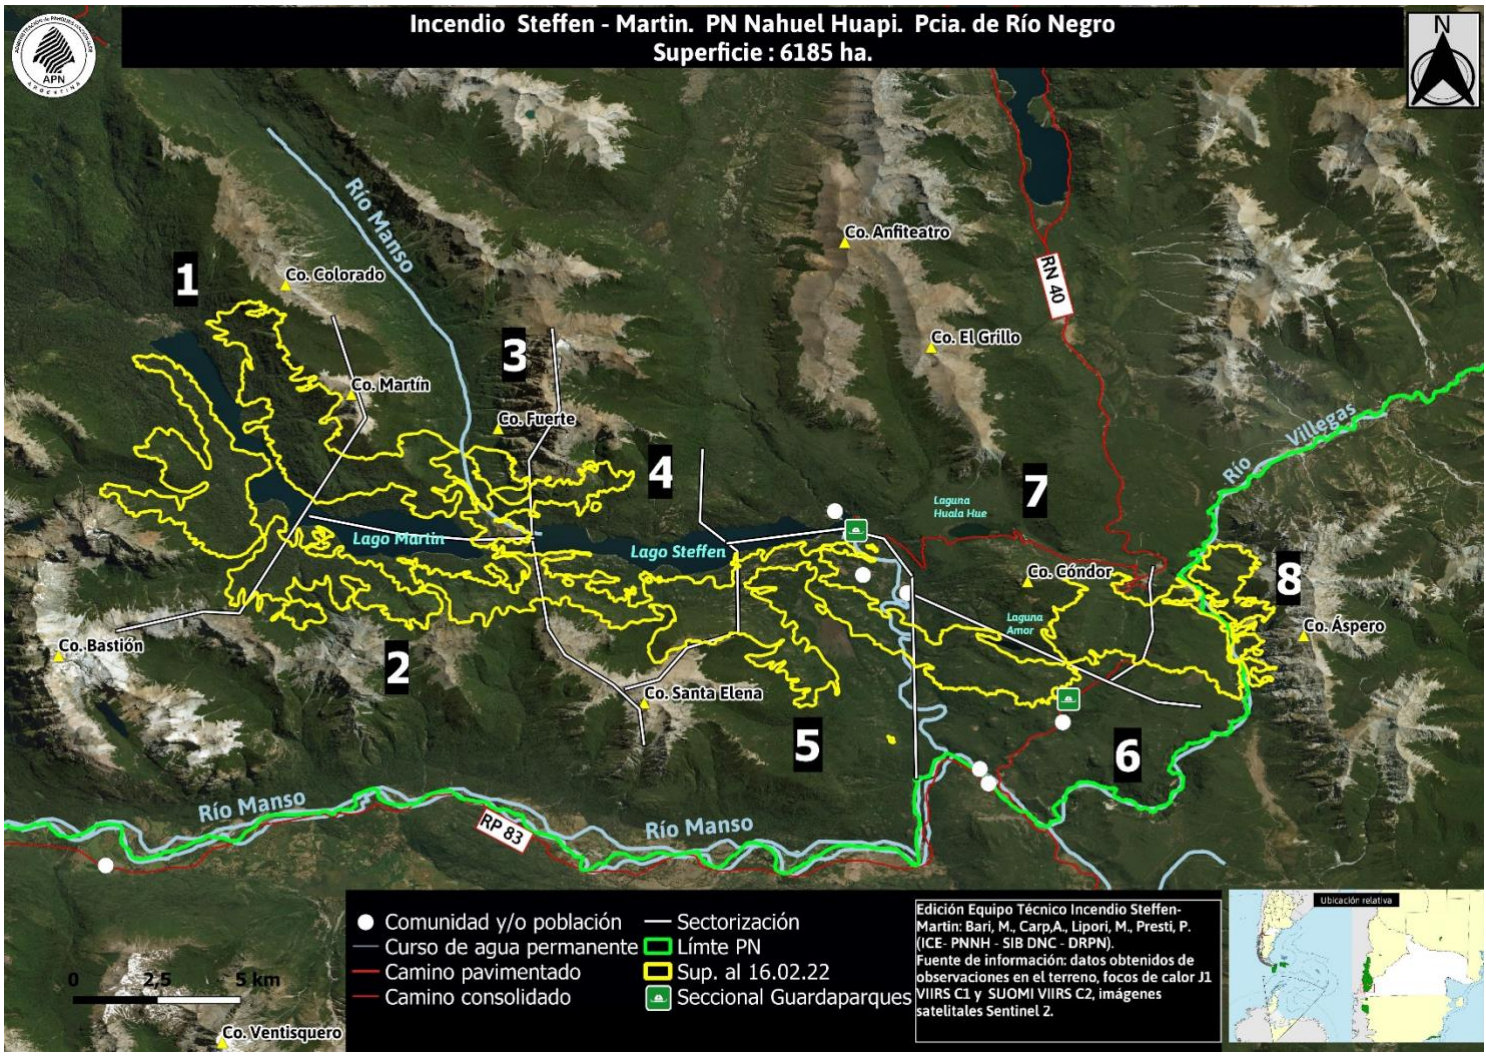 Incendio Steffen - Martin. PN Nahuel Huapi. Pcia. de Río Negro
Superficie : 6185 ha.
APN
ARGENTINA
N
Río Manso
Co. Anfiteatro
1
Co. Colorado
RN 40
3
Co. El Grillo
Co. Martín
Co. Fuerte
Río Villegas
4
7
Laguna
Huala Hue
Lago Martin
Lago Steffen
Co. Cóndor
8
Laguna
Amor
Co. Áspero
Co. Bastión
2
Co. Santa Elena
5
6
Río Manso
RP 83
Río Manso
Comunidad y/o población
Curso de agua permanente
Camino pavimentado
Camino consolidado
Sectorización
Límte PN
Sup. al 16.02.22
Seccional Guardaparques
0 2,5 5 km
Co. Ventisquero
Edición Equipo Técnico Incendio Steffen-
Martin: Bari, M., Carp,A., Lipori, M., Presti, P.
(ICE- PNNH - SIB DNC - DRPN).
Fuente de información: datos obtenidos de
observaciones en el terreno, focos de calor J1
VIIRS C1 y SUOMI VIIRS C2, imágenes
satelitales Sentinel 2.
Ubicación relativa